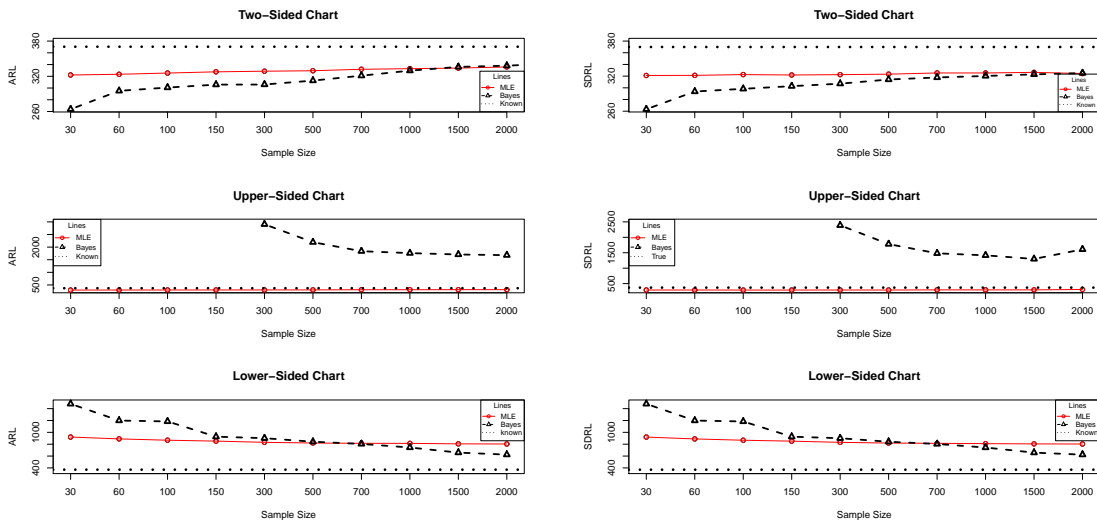 Two−Sided Chart
ARL
260
320
380
30 60 100 150 300 500 700 1000 1500 2000
Sample Size
Lines
MLE
Bayes
Known
Two−Sided Chart
SDRL
260
320
380
30 60 100 150 300 500 700 1000 1500 2000
Sample Size
Lines
MLE
Bayes
Known
Upper−Sided Chart
ARL
500
2000
30 60 100 150 300 500 700 1000 1500 2000
Sample Size
Lines
MLE
Bayes
Known
Upper−Sided Chart
SDRL
500
1500
2500
30 60 100 150 300 500 700 1000 1500 2000
Sample Size
Lines
MLE
Bayes
True
Lower−Sided Chart
ARL
400
1000
30 60 100 150 300 500 700 1000 1500 2000
Sample Size
Lines
MLE
Bayes
Known
Lower−Sided Chart
SDRL
400
1000
30 60 100 150 300 500 700 1000 1500 2000
Sample Size
Lines
MLE
Bayes
Known